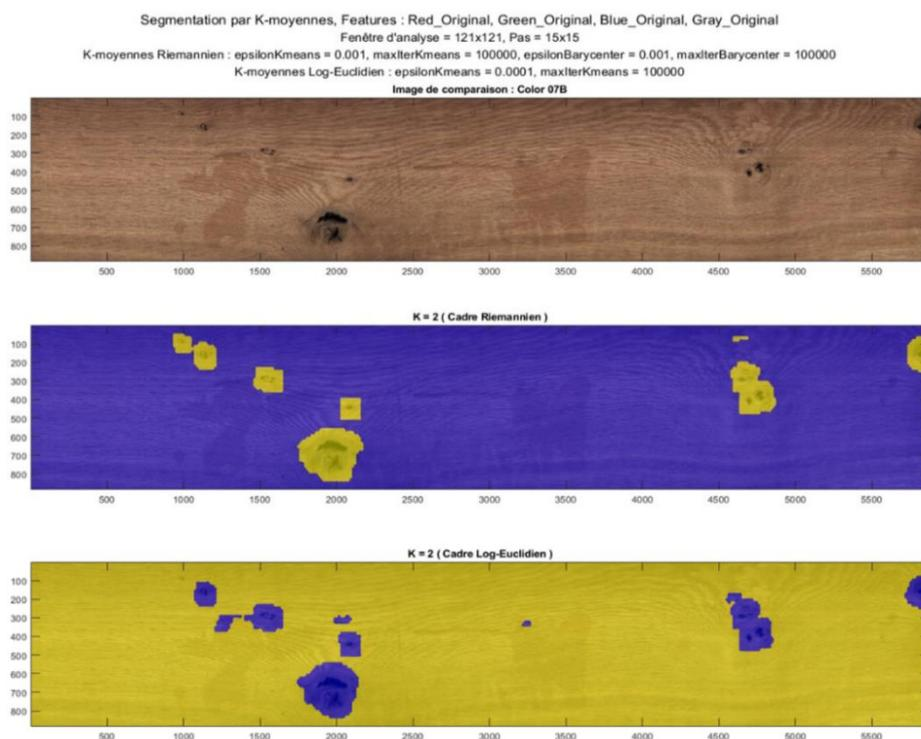 Segmentation par K-moyennes, Features : Red_Original, Green_Original, Blue_Original, Gray_Original
Fenêtre d'analyse = 121x121, Pas = 15x15
K-moyennes Riemannien : epsilonKmeans = 0.001, maxIterKmeans = 100000, epsilonBarycenter = 0.001, maxIterBarycenter = 100000
K-moyennes Log-Euclidien : epsilonKmeans = 0.0001, maxIterKmeans = 100000
Image de comparaison : Color 07B
100
200
300
400
500
600
700
800
500 1000 1500 2000 2500 3000 3500 4000 4500 5000 5500
K = 2 ( Cadre Riemannien )
100
200
300
400
500
600
700
800
500 1000 1500 2000 2500 3000 3500 4000 4500 5000 5500
K = 2 ( Cadre Log-Euclidien )
100
200
300
400
500
600
700
800
500 1000 1500 2000 2500 3000 3500 4000 4500 5000 5500